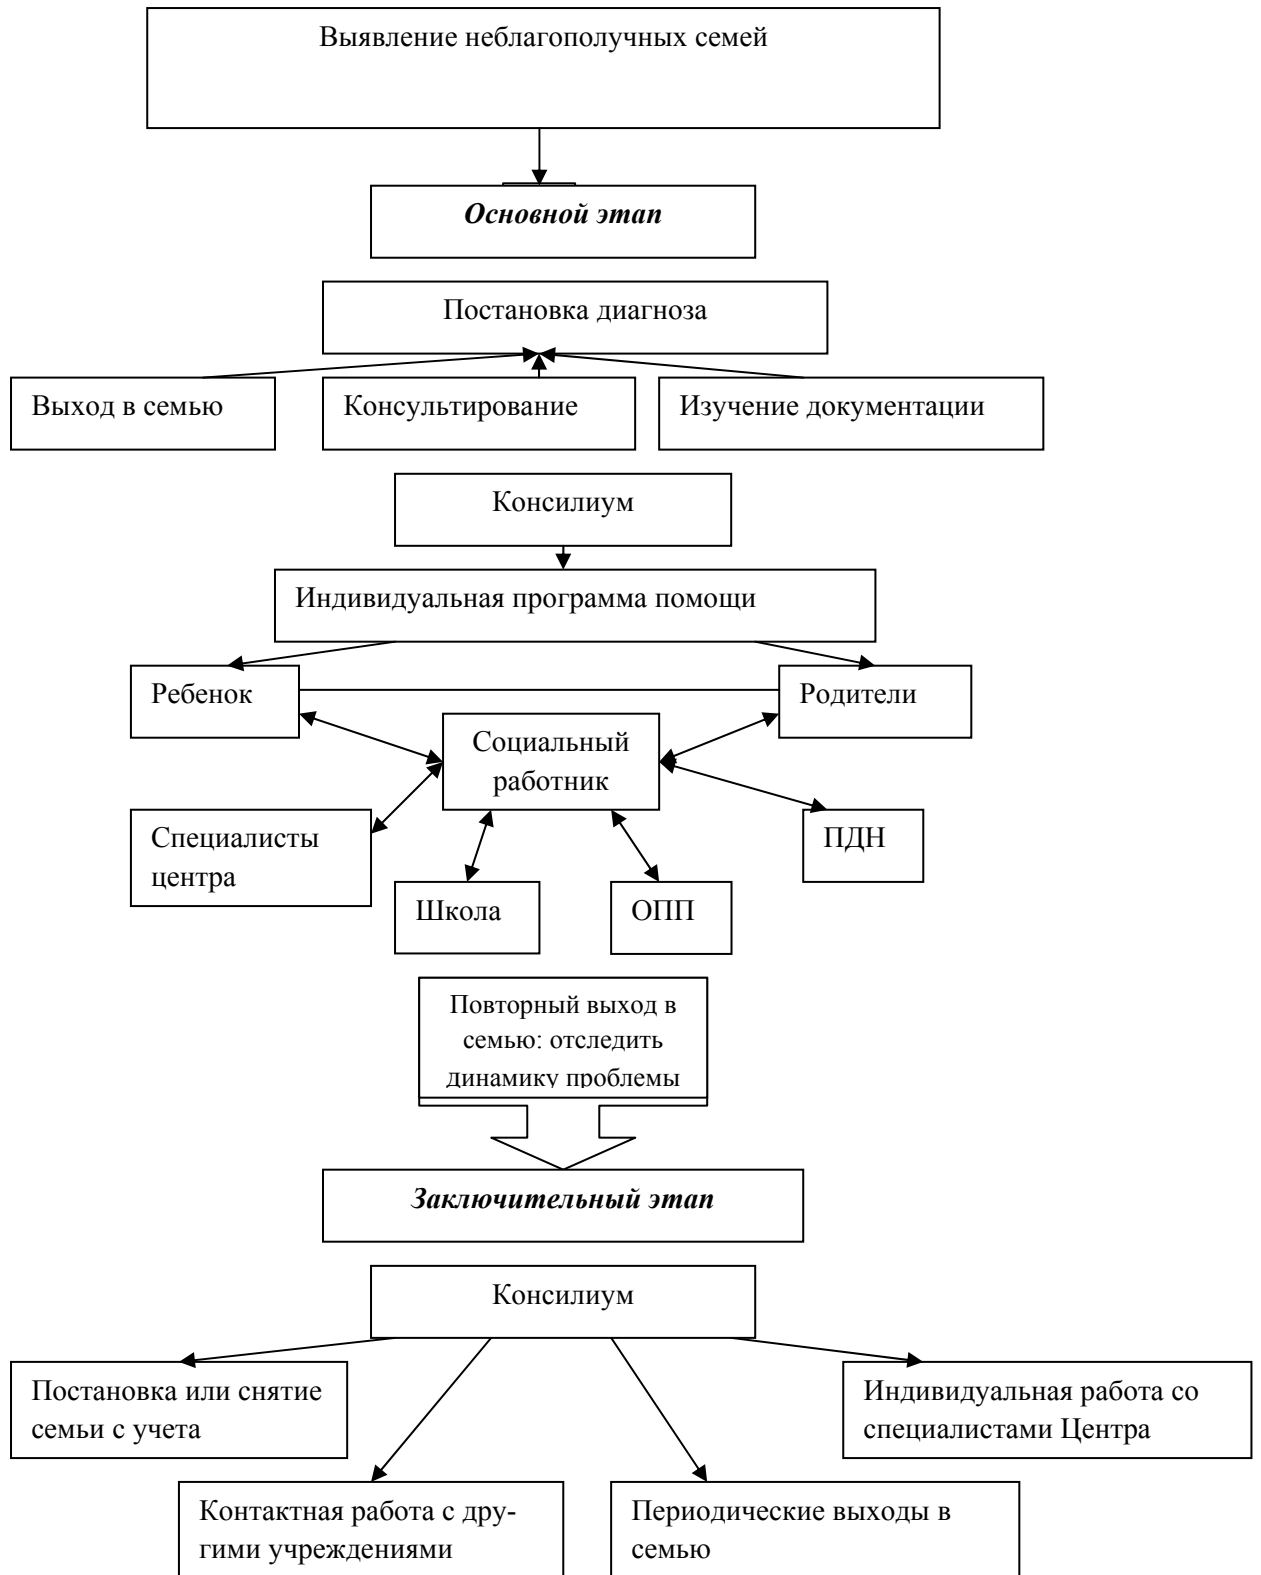 Выявление неблагополучных семей
Основной этап
Постановка диагноза
Выход в семью
Консультирование
Изучение документации
Консилиум
Индивидуальная программа помощи
Ребенок
Родители
Социальный
работник
Специалисты
центра
ПДН
Школа
ОПП
Повторный выход в
семью: отследить
динамику проблемы
Заключительный этап
Консилиум
Постановка или снятие
семьи с учета
Индивидуальная работа со
специалистами Центра
Контактная работа с дру-
гими учреждениями
Периодические выходы в
семью